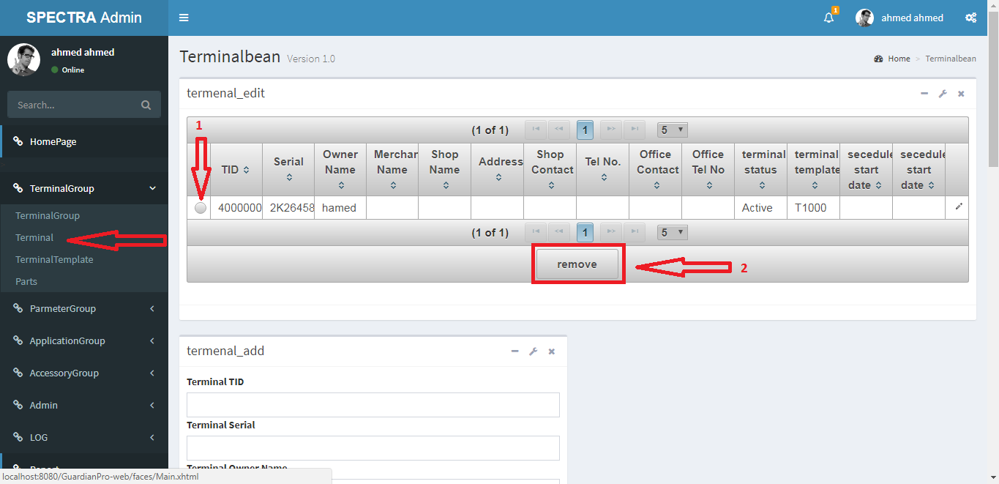 SPECTRA Admin
1
ahmed ahmed
ahmed ahmed
Online
Search...
HomePage
TerminalGroup
TerminalGroup
Terminal
TerminalTemplate
Parts
ParmeterGroup
ApplicationGroup
AccessoryGroup
Admin
LOG
Report
localhost:8080/GuardianPro-web/faces/Main.xhtml
Terminalbean Version 1.0
Home > Terminalbean
termenal_edit
1
(1 of 1) 1 5
TID
Serial
Owner Name
Merchan Name
Shop Name
Address
Shop Contact
Tel No.
Office Contact
Office Tel No
terminal status
terminal template
secedule start date
secedule start date
4000000 2K26458 hamed Active T1000
(1 of 1) 1 5
remove
2
termenal_add
Terminal TID
Terminal Serial
Terminal Owner Name